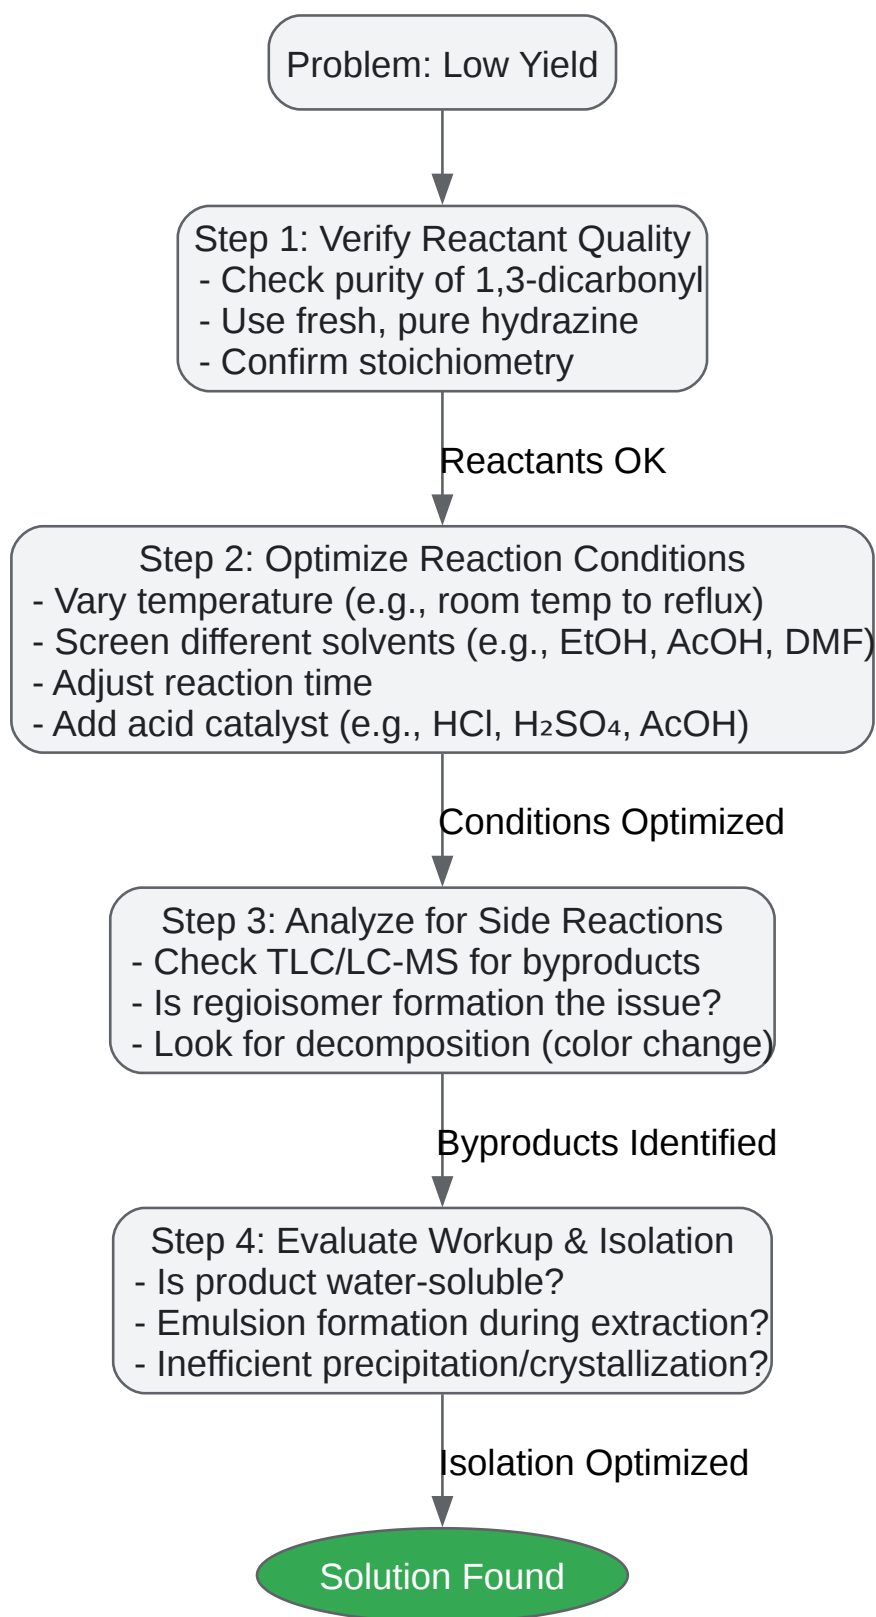 Problem: Low Yield
Step 1: Verify Reactant Quality
- Check purity of 1,3-dicarbonyl
- Use fresh, pure hydrazine
- Confirm stoichiometry
Reactants OK
Step 2: Optimize Reaction Conditions
- Vary temperature (e.g., room temp to reflux)
- Screen different solvents (e.g., EtOH, AcOH, DMF)
- Adjust reaction time
- Add acid catalyst (e.g., HCl, H₂SO₄, AcOH)
Conditions Optimized
Step 3: Analyze for Side Reactions
- Check TLC/LC-MS for byproducts
- Is regioisomer formation the issue?
- Look for decomposition (color change)
Byproducts Identified
Step 4: Evaluate Workup & Isolation
- Is product water-soluble?
- Emulsion formation during extraction?
- Inefficient precipitation/crystallization?
Isolation Optimized
Solution Found